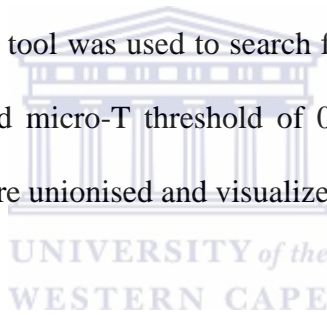 tool was used to search f
d micro-T threshold of 0
re unionised and visualize
UNIVERSITY of the
WESTERN CAPE